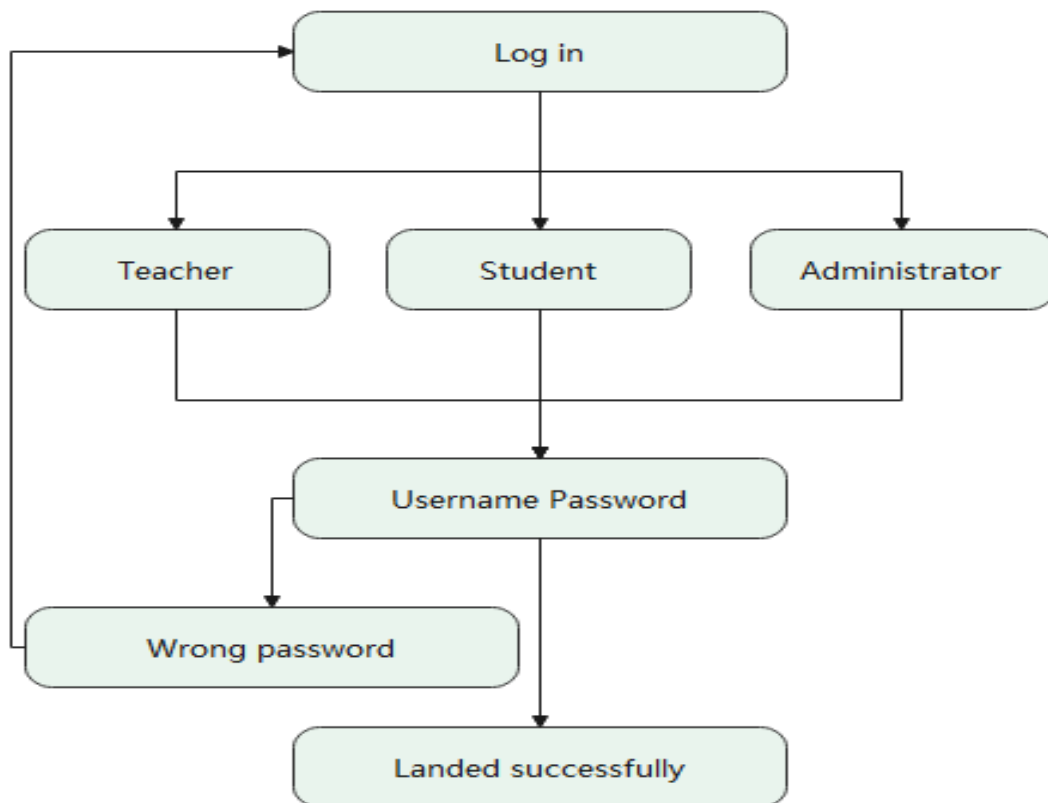 Log in
Teacher
Student
Administrator
Username Password
Wrong password
Landed successfully